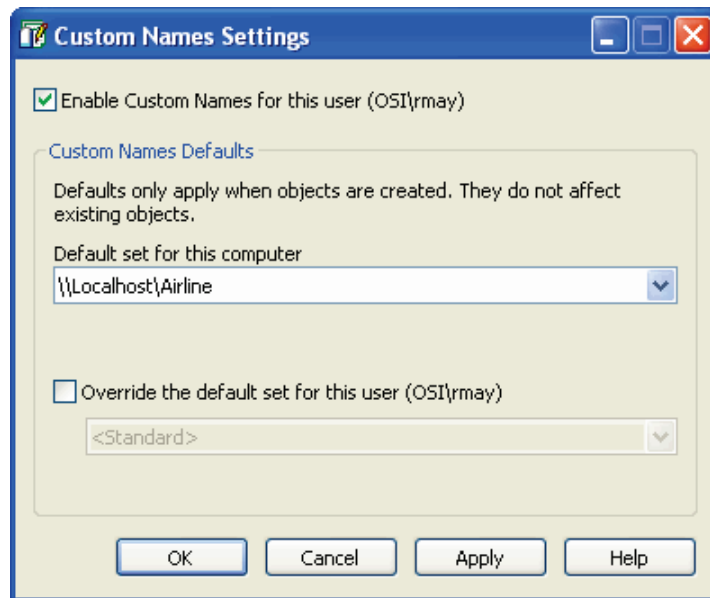 Custom Names Settings
Enable Custom Names for this user (OSI\rmay)
Custom Names Defaults
Defaults only apply when objects are created. They do not affect
existing objects.
Default set for this computer
\\Localhost\Airline
Override the default set for this user (OSI\rmay)
<Standard>
OK Cancel Apply Help